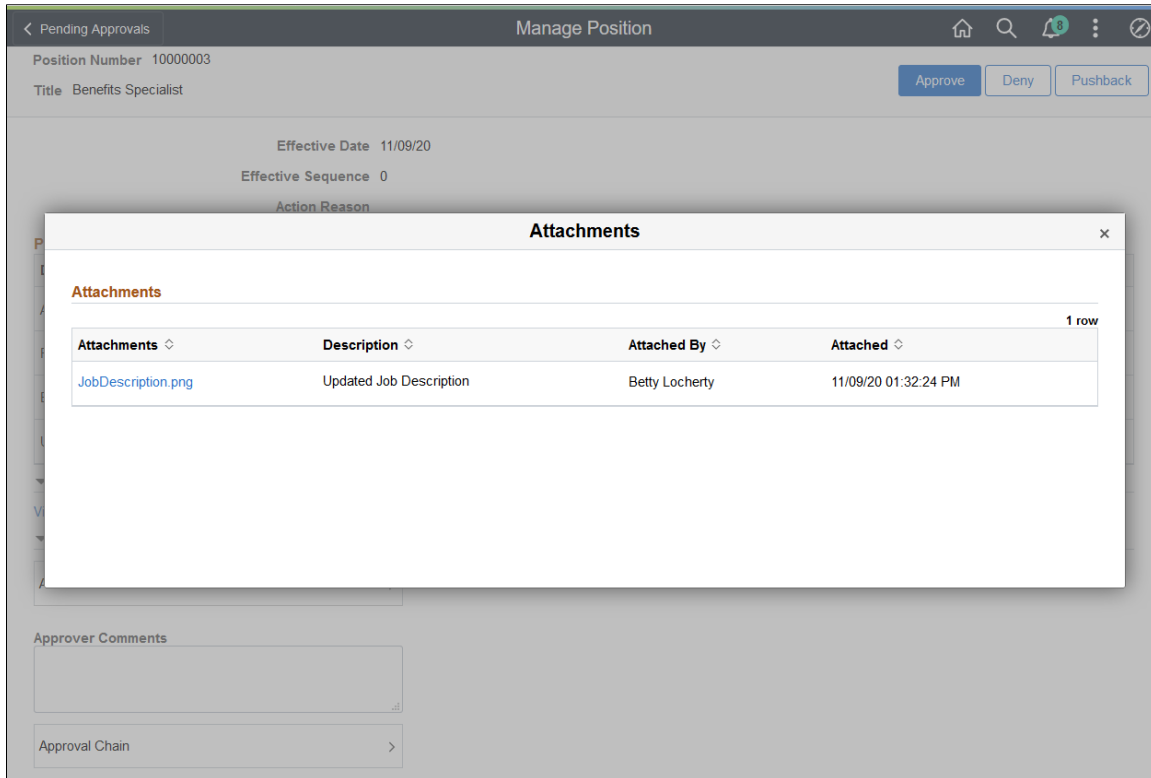 Pending Approvals
Manage Position
8
Position Number 10000003
Title Benefits Specialist
Approve
Deny
Pushback
Effective Date 11/09/20
Effective Sequence 0
Action Reason
Attachments
Attachments
1 row
Attachments Description Attached By Attached
JobDescription.png Updated Job Description Betty Locherty 11/09/20 01:32:24 PM
Approver Comments
Approval Chain